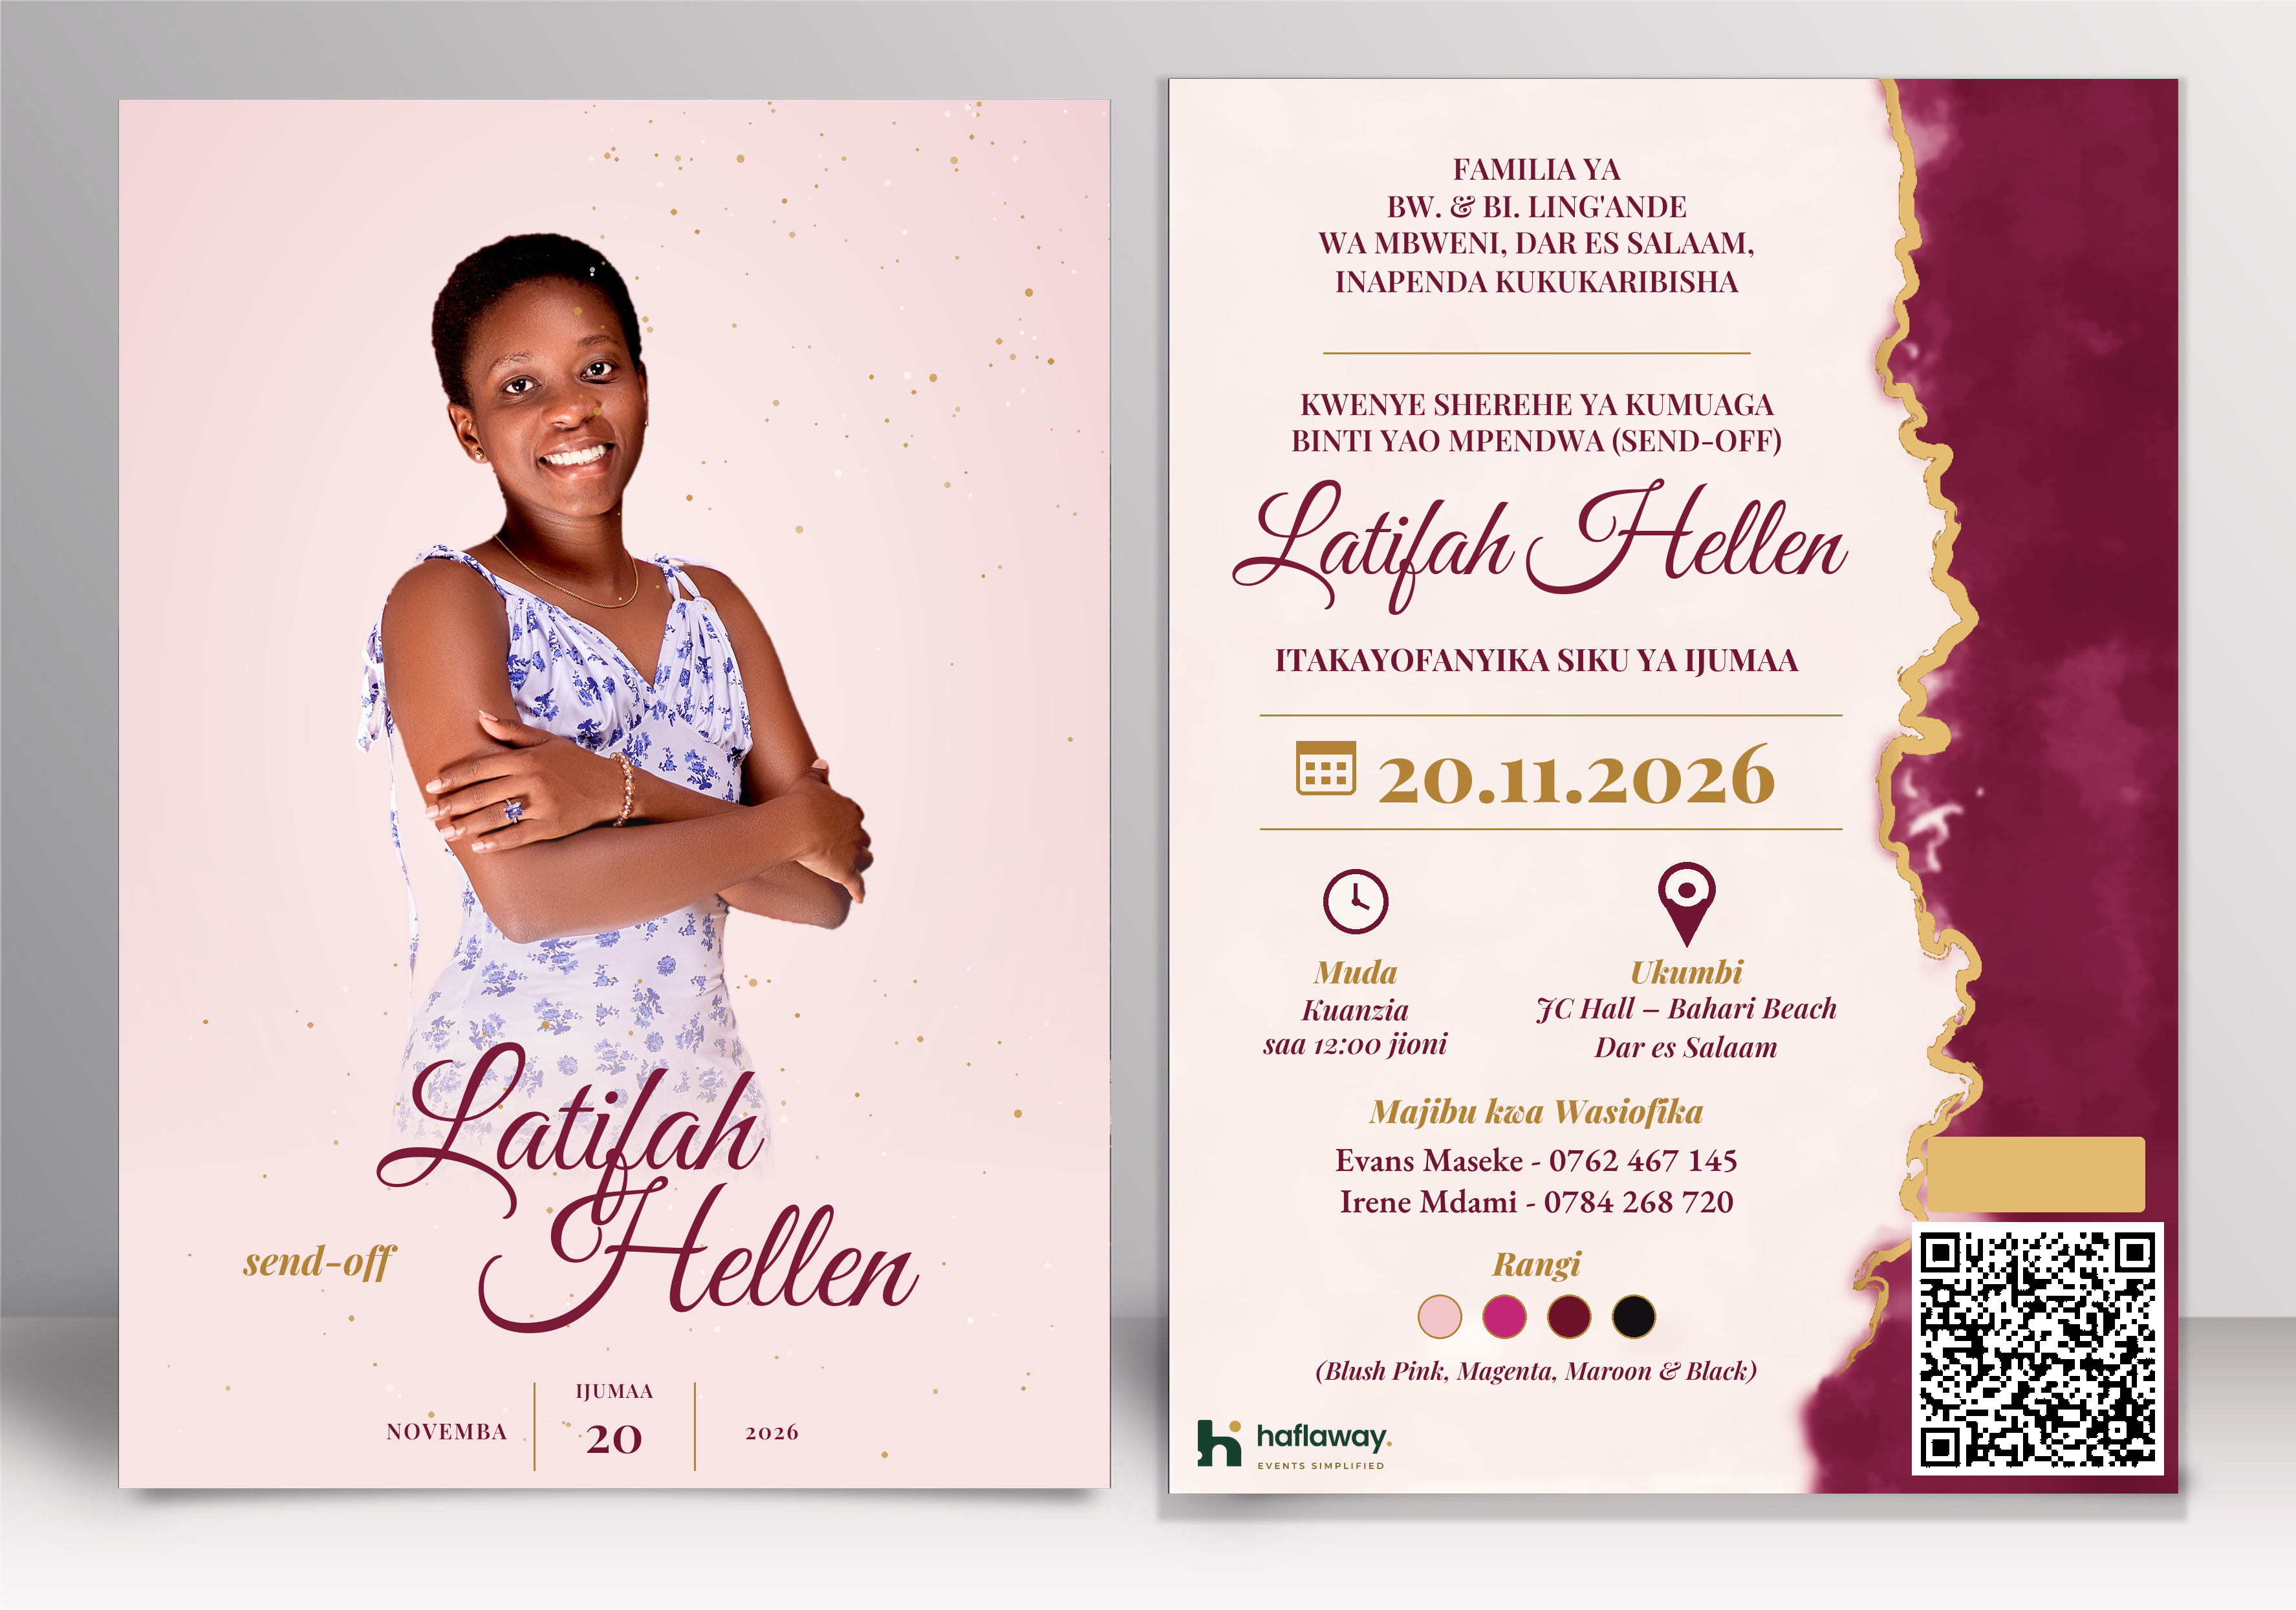 Latifah
Hellen
send-off
NOVEMBA
IJUMAA
20
2026
FAMILIA YA
BW. & BI. LING'ANDE
WA MBWENI, DAR ES SALAAM,
INAPENDA KUKUKARIBISHA
KWENYE SHEREHE YA KUMUAGA
BINTI YAO MPENDWA (SEND-OFF)
Latifah Hellen
ITAKAYOFANYIKA SIKU YA IJUMAA
20.11.2026
Muda
Kuanzia
saa 12:00 jioni
Ukumbi
JC Hall – Bahari Beach
Dar es Salaam
Majibu kwa Wasiofika
Evans Maseke - 0762 467 145
Irene Mdami - 0784 268 720
Rangi
(Blush Pink, Magenta, Maroon & Black)
haflaway.
EVENTS SIMPLIFIED